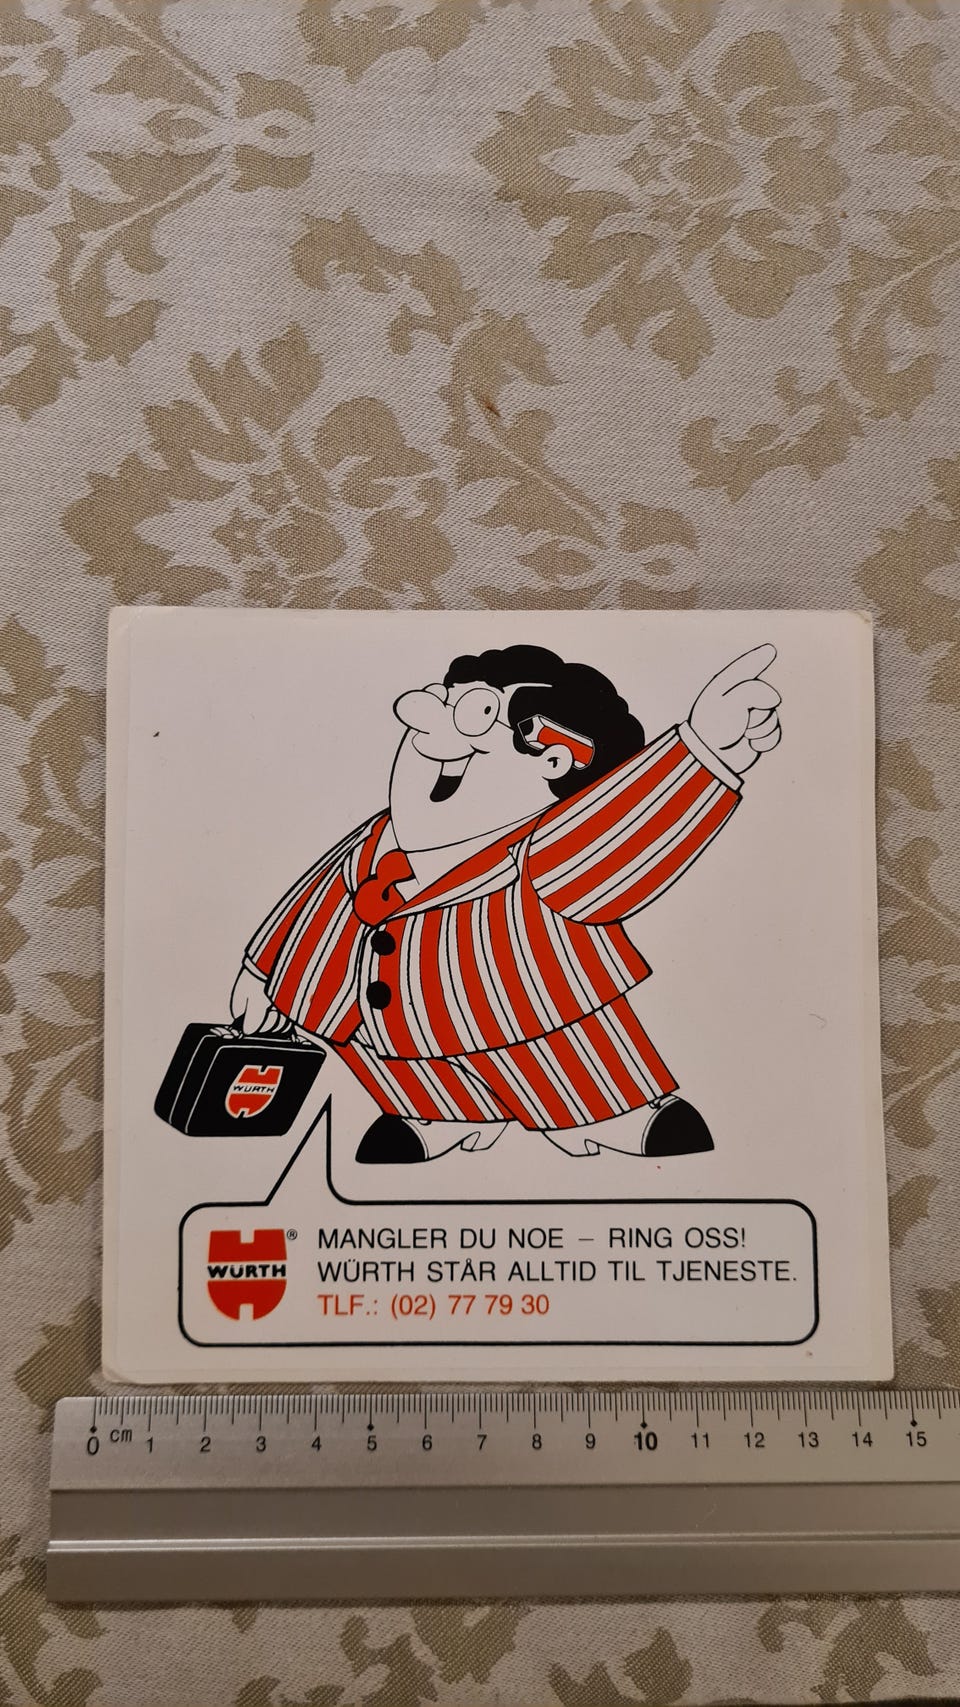 WÜRTH
WÜRTH ®
MANGLER DU NOE – RING OSS!
WÜRTH STÅR ALLTID TIL TJENESTE.
TLF.: (02) 77 79 30
0 cm 1 2 3 4 5 6 7 8 9 10 11 12 13 14 15